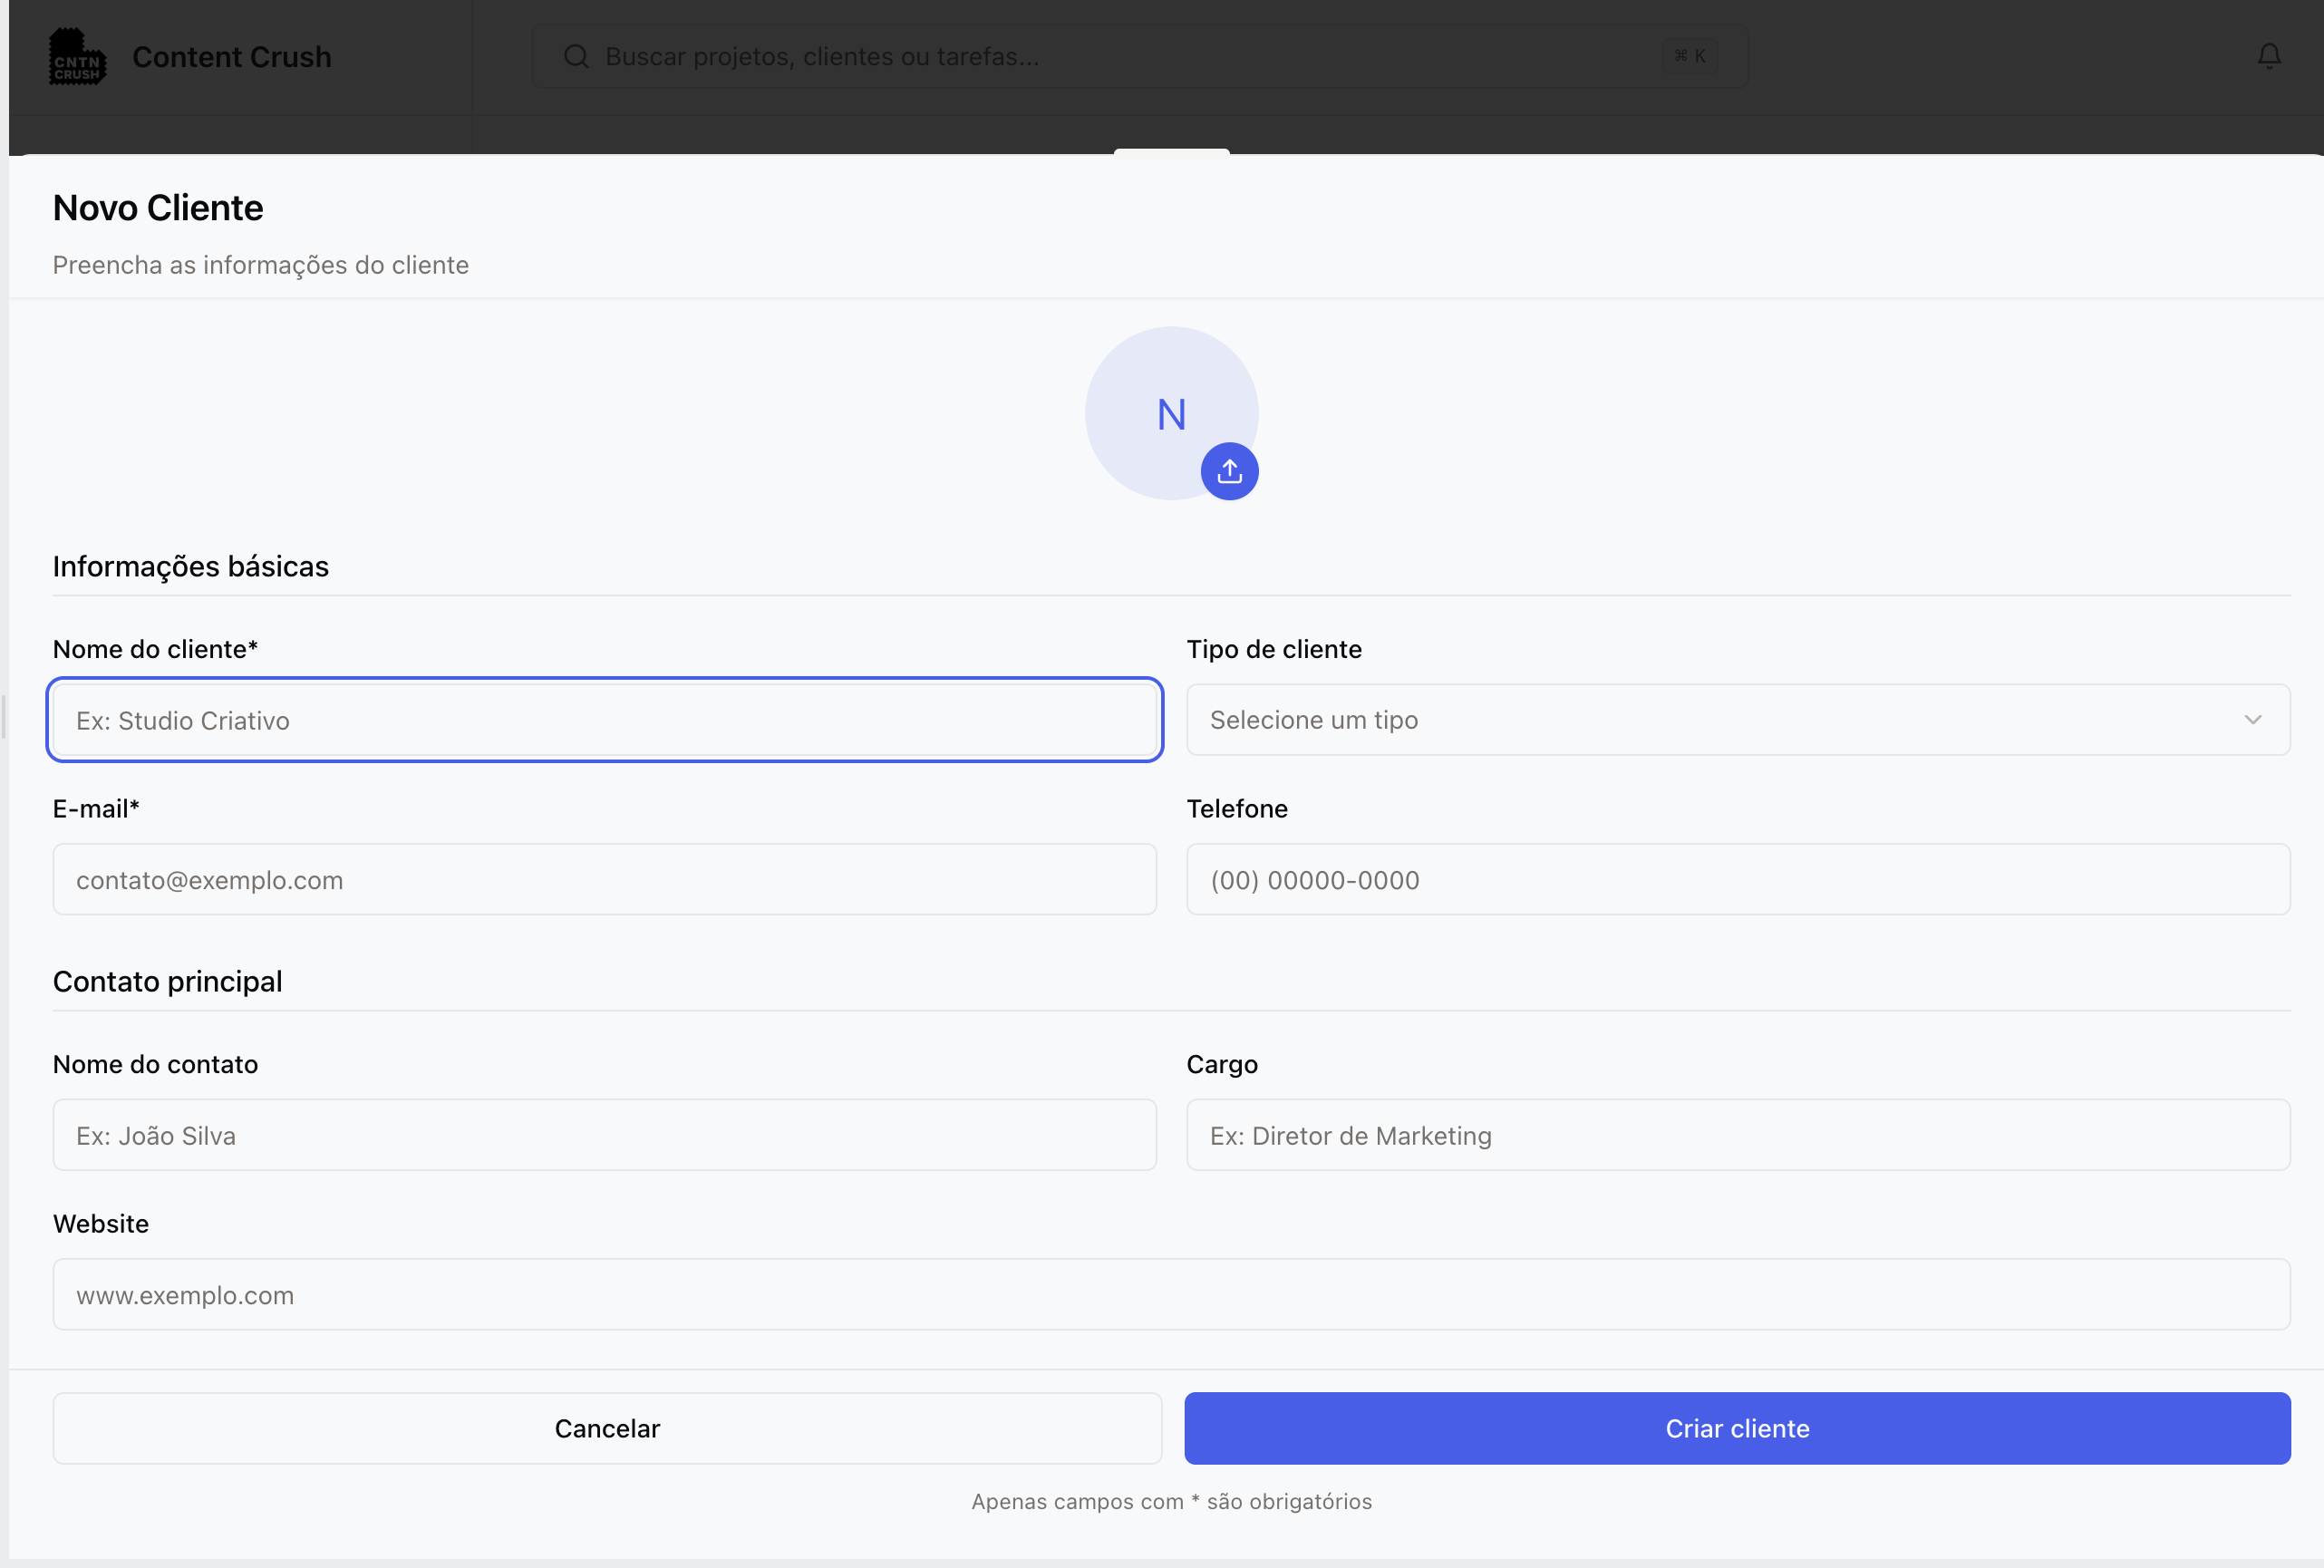 CNTN
CRUSH
Content Crush
Buscar projetos, clientes ou tarefas...
⌘ K
Novo Cliente
Preencha as informações do cliente
N
Informações básicas
Nome do cliente*
Tipo de cliente
Ex: Studio Criativo
Selecione um tipo
E-mail*
Telefone
contato@exemplo.com
(00) 00000-0000
Contato principal
Nome do contato
Cargo
Ex: João Silva
Ex: Diretor de Marketing
Website
www.exemplo.com
Cancelar
Criar cliente
Apenas campos com * são obrigatórios